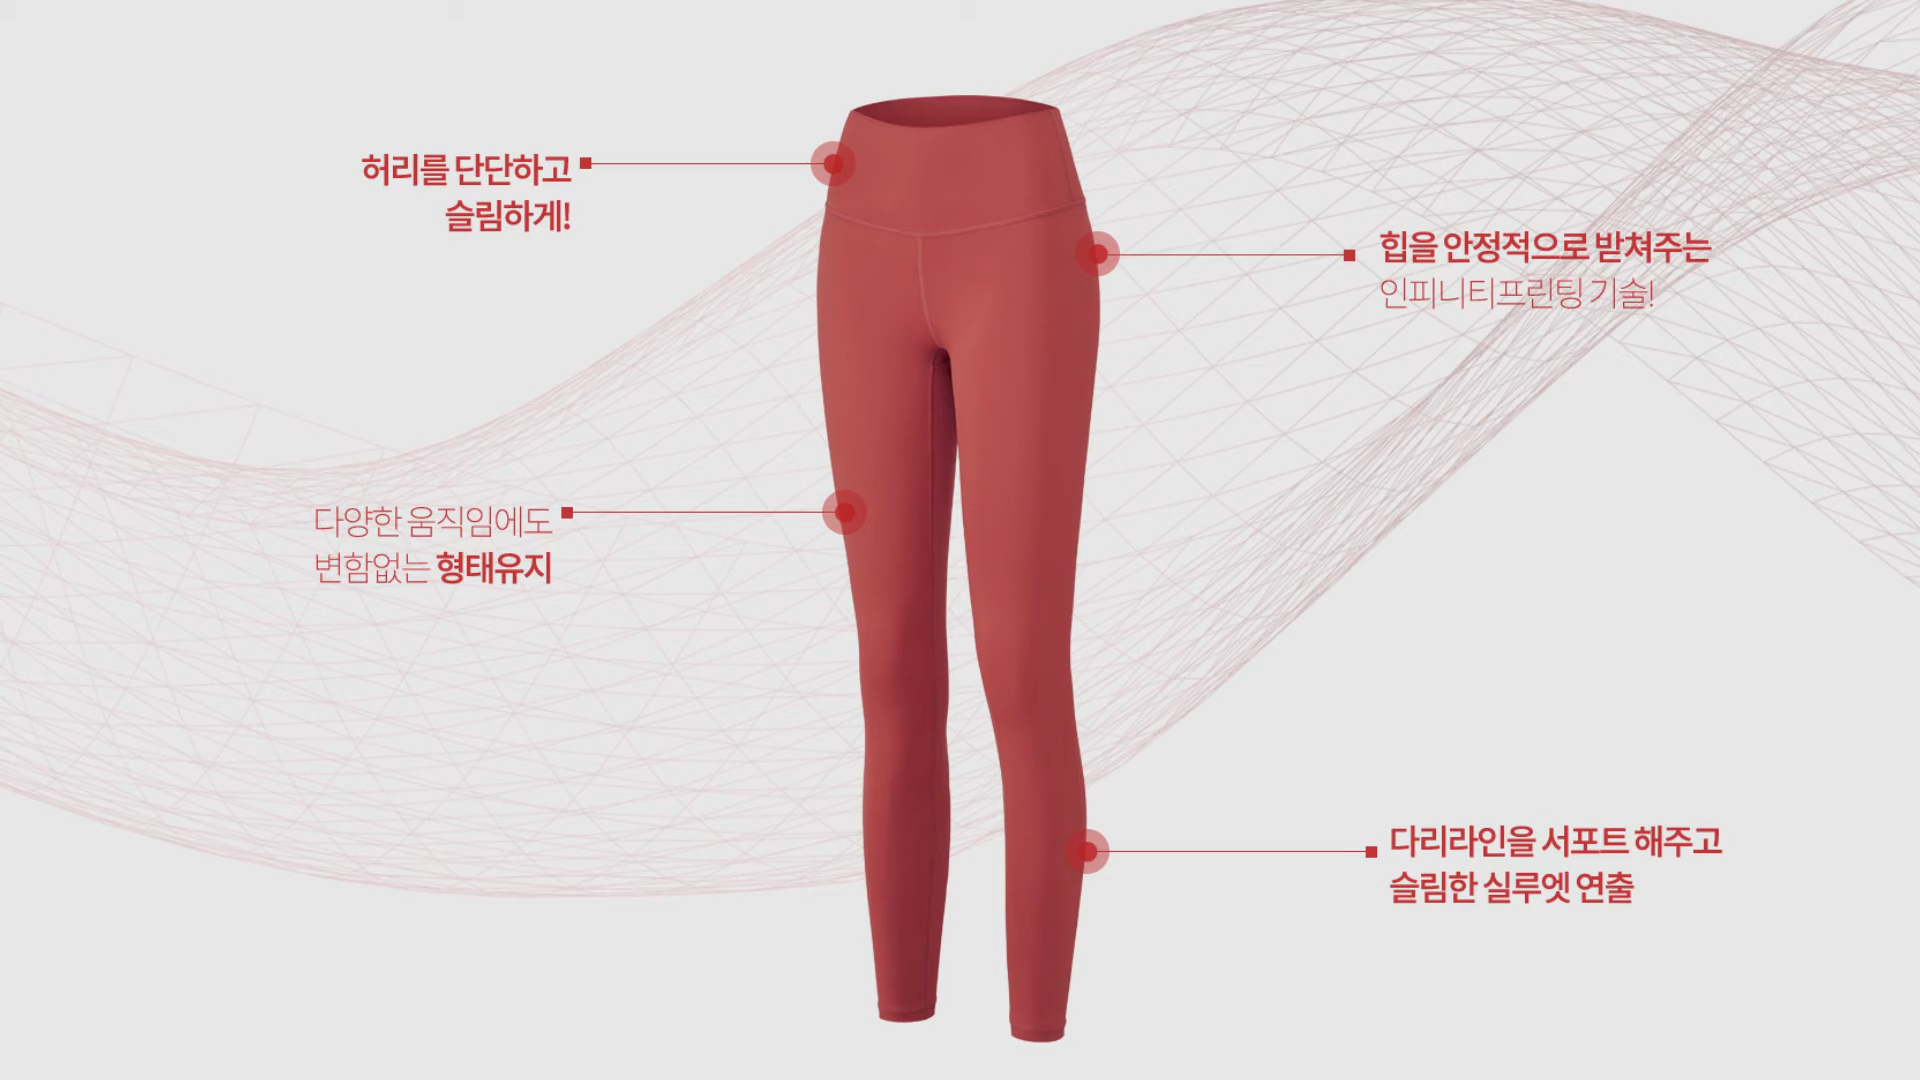 허리를 단단하고
슬림하게!
힙을 안정적으로 받쳐주는
인피니티프린팅 기술!
다양한 움직임에도
변함없는 형태유지
다리라인을 서포트 해주고
슬림한 실루엣 연출